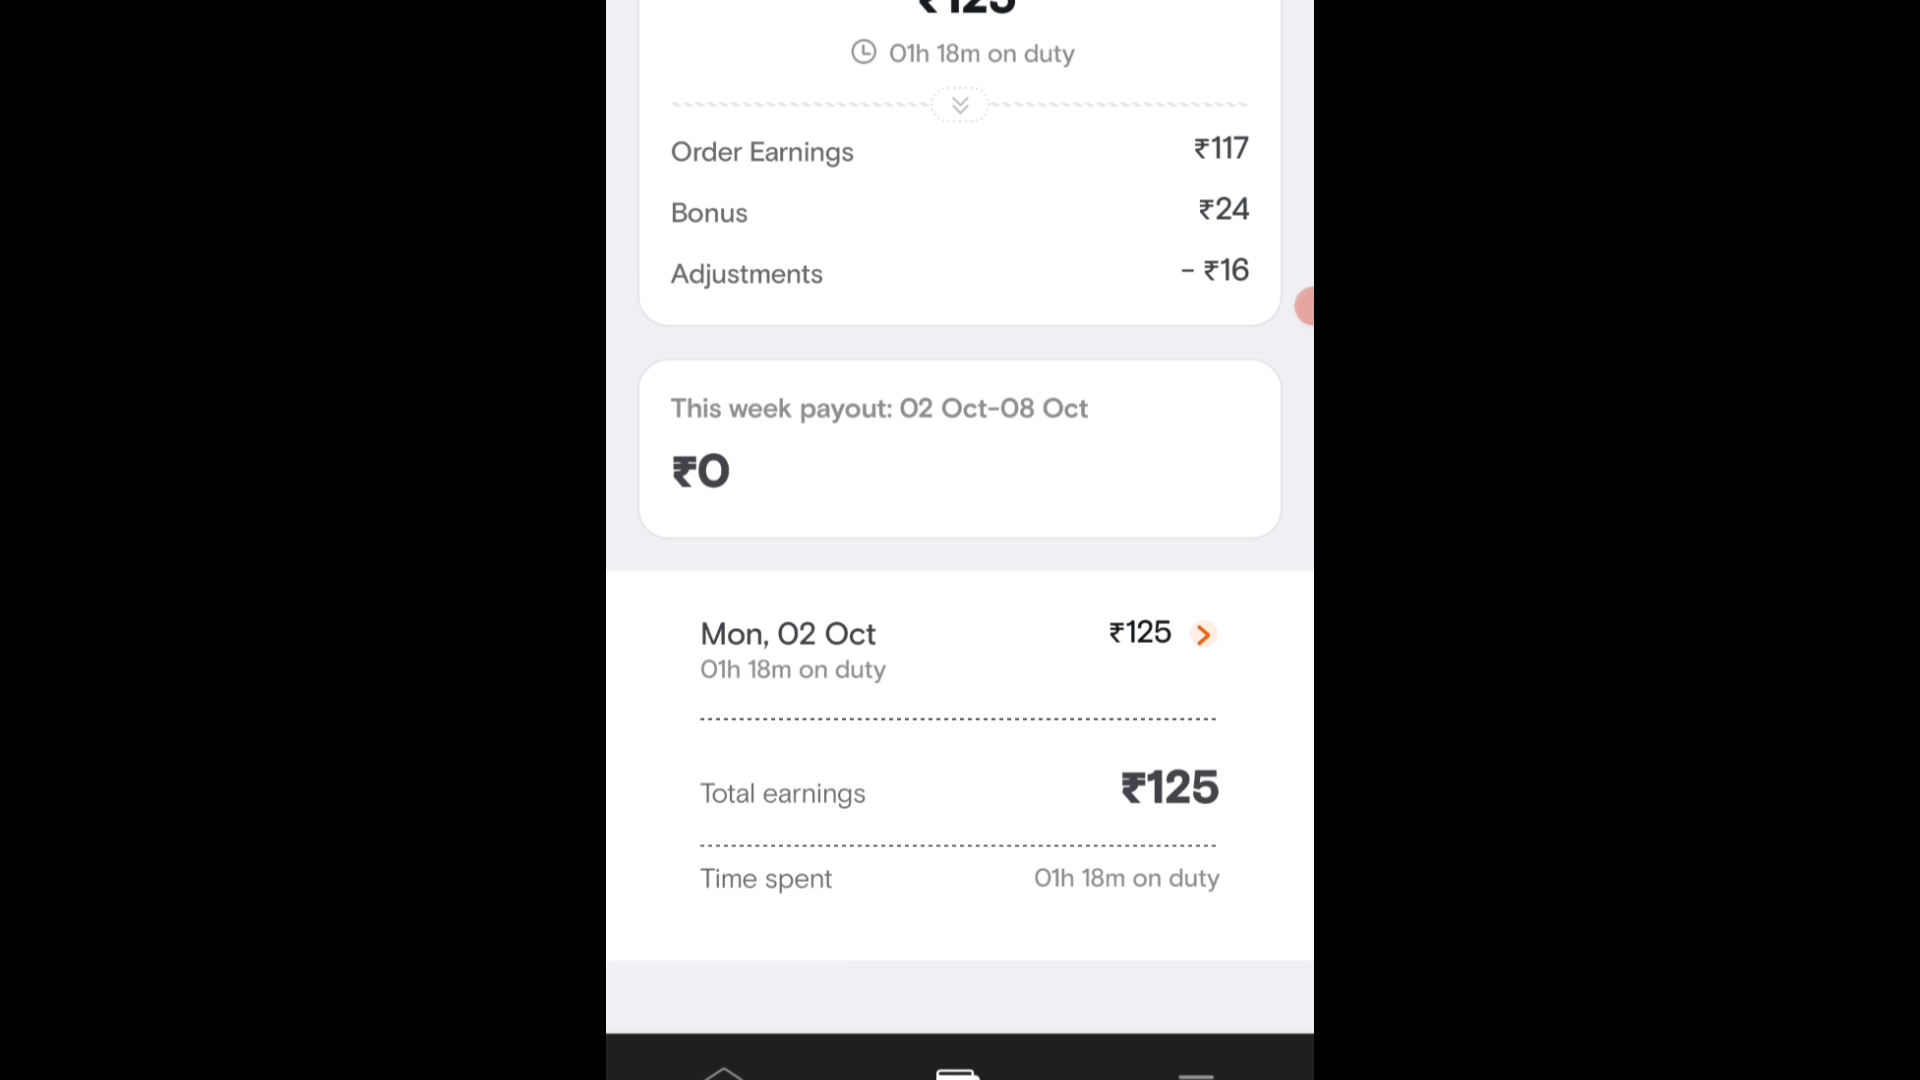 ₹125
01h 18m on duty
Order Earnings ₹117
Bonus ₹24
Adjustments - ₹16
This week payout: 02 Oct-08 Oct
₹0
Mon, 02 Oct ₹125
01h 18m on duty
Total earnings ₹125
Time spent 01h 18m on duty